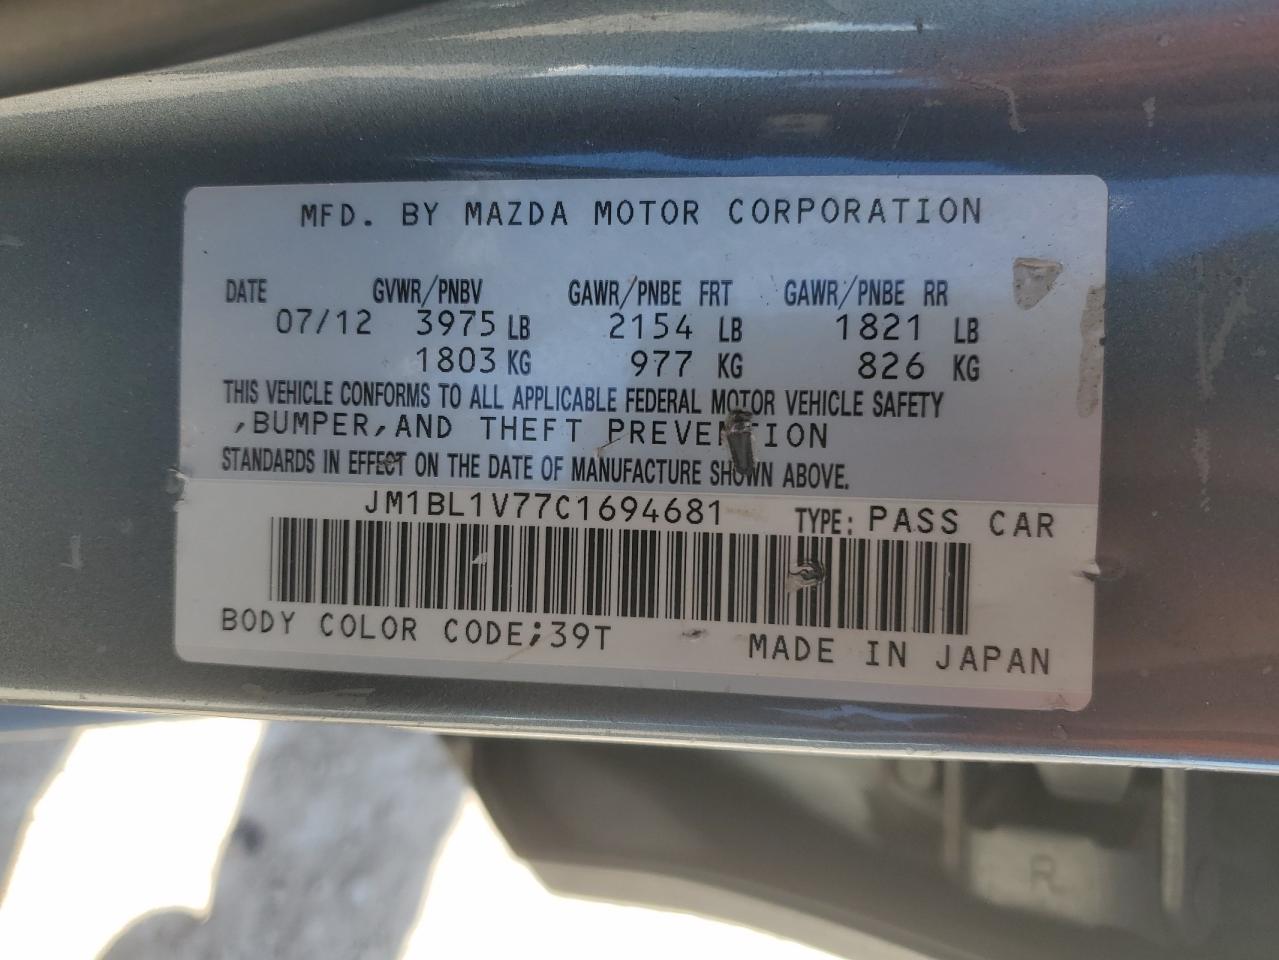 MFD. BY MAZDA MOTOR CORPORATION
DATE GVWR/PNBV GAWR/PNBE FRT GAWR/PNBE RR
07/12 3975 LB 2154 LB 1821 LB
1803 KG 977 KG 826 KG
THIS VEHICLE CONFORMS TO ALL APPLICABLE FEDERAL MOTOR VEHICLE SAFETY
,BUMPER,AND THEFT PREVENTION
STANDARDS IN EFFECT ON THE DATE OF MANUFACTURE SHOWN ABOVE.
JM1BL1V77C1694681 TYPE: PASS CAR
BODY COLOR CODE;39T MADE IN JAPAN
R